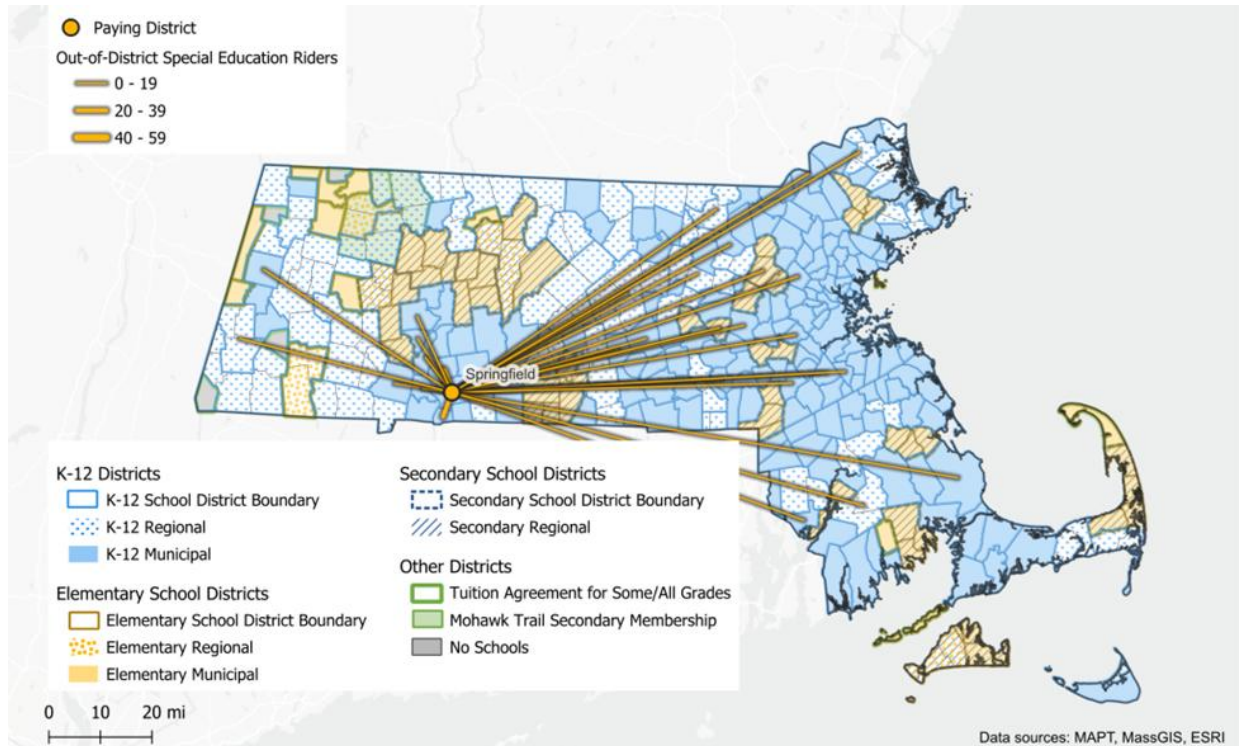 Paying District
Out-of-District Special Education Riders
0 - 19
20 - 39
40 - 59
Springfield
K-12 Districts
K-12 School District Boundary
K-12 Regional
K-12 Municipal
Elementary School Districts
Elementary School District Boundary
Elementary Regional
Elementary Municipal
Secondary School Districts
Secondary School District Boundary
Secondary Regional
Other Districts
Tuition Agreement for Some/All Grades
Mohawk Trail Secondary Membership
No Schools
0 10 20 mi
Data sources: MAPT, MassGIS, ESRI